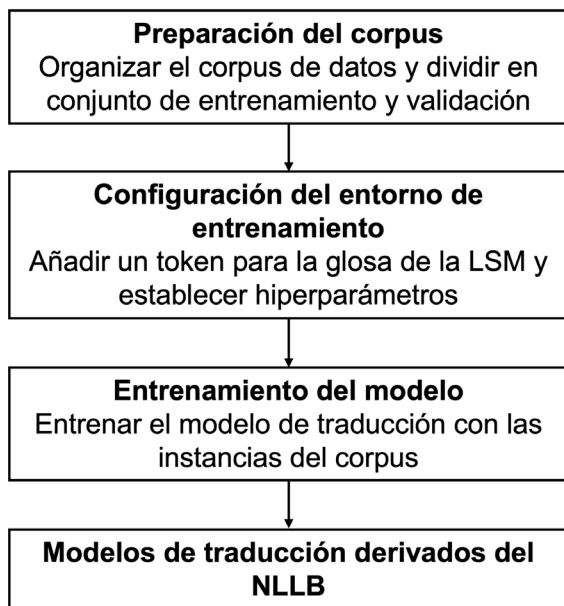 Preparación del corpus
Organizar el corpus de datos y dividir en
conjunto de entrenamiento y validación
Configuración del entorno de
entrenamiento
Añadir un token para la glosa de la LSM y
establecer hiperparámetros
Entrenamiento del modelo
Entrenar el modelo de traducción con las
instancias del corpus
Modelos de traducción derivados del
NLLB